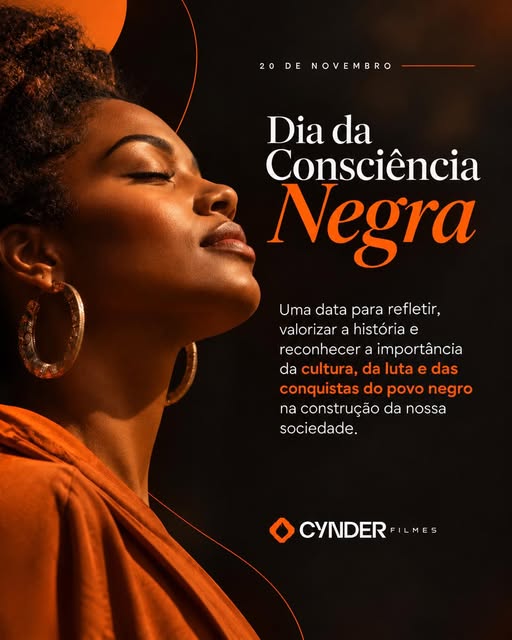 20 DE NOVEMBRO
Dia da
Consciência
Negra
Uma data para refletir,
valorizar a história e
reconhecer a importância
da cultura, da luta e das
conquistas do povo negro
na construção da nossa
sociedade.
CYNDER FILMES